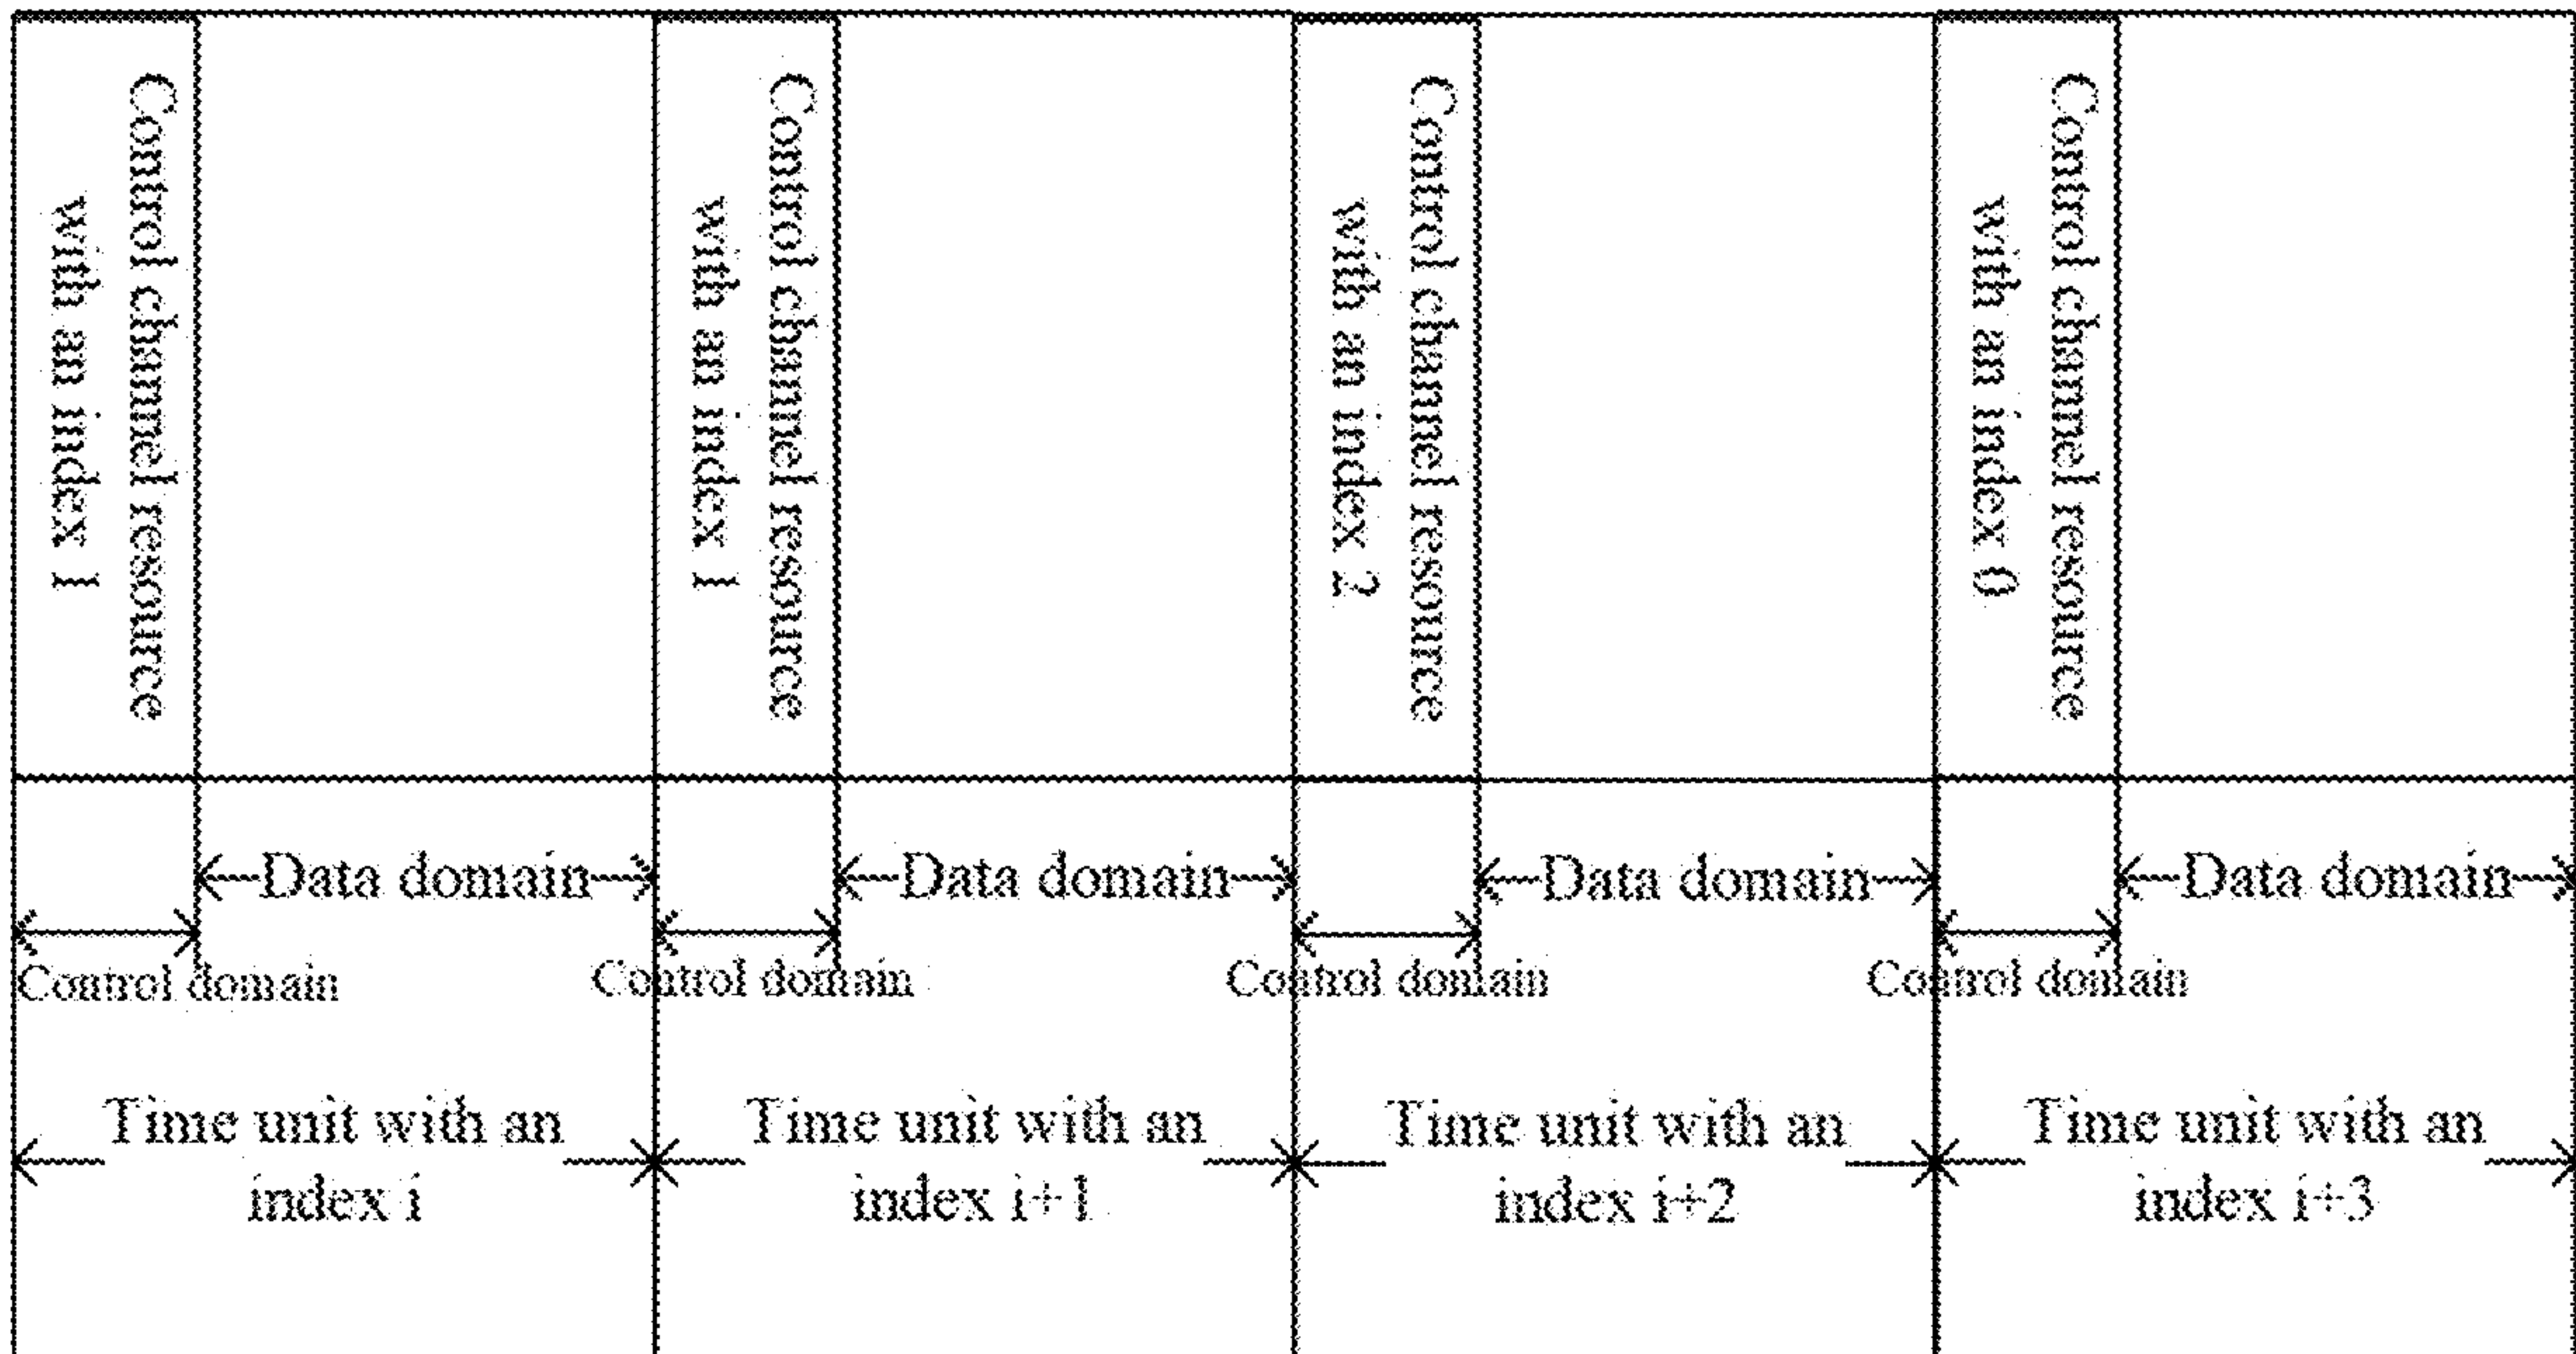 Control channel resource
with an index 1
Control channel resource
with an index 1
Control channel resource
with an index 2
Control channel resource
with an index 0
Data domain
Data domain
Data domain
Data domain
Control domain
Control domain
Control domain
Control domain
Time unit with an
index i
Time unit with an
index i+1
Time unit with an
index i+2
Time unit with an
index i+3